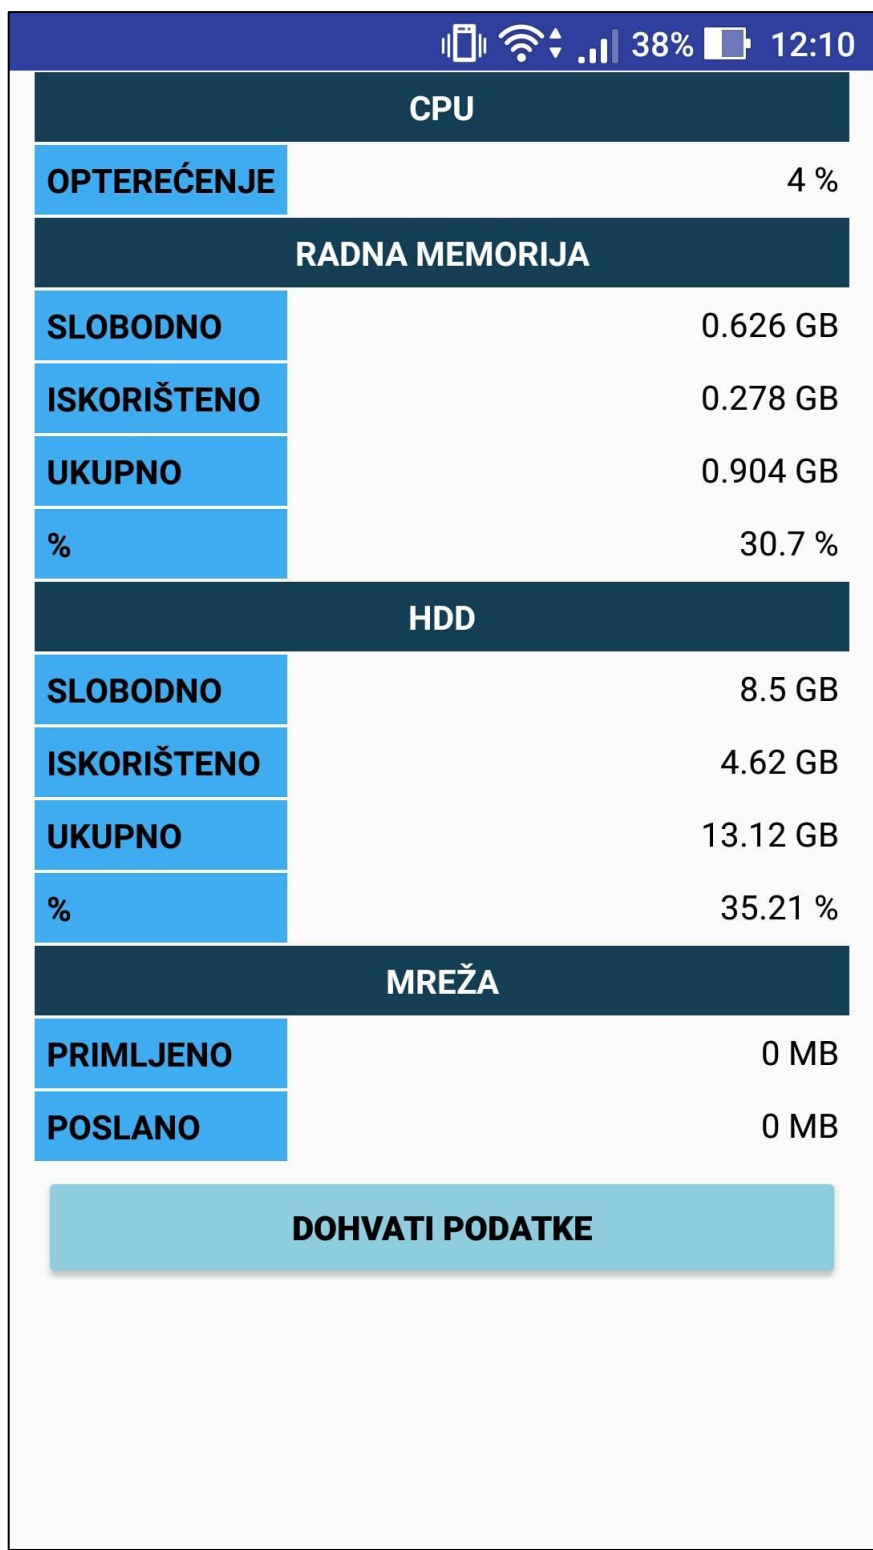 38% 12:10
CPU
OPTEREĆENJE 4 %
RADNA MEMORIJA
SLOBODNO 0.626 GB
ISKORIŠTENO 0.278 GB
UKUPNO 0.904 GB
% 30.7 %
HDD
SLOBODNO 8.5 GB
ISKORIŠTENO 4.62 GB
UKUPNO 13.12 GB
% 35.21 %
MREŽA
PRIMLJENO 0 MB
POSLANO 0 MB
DOHVATI PODATKE